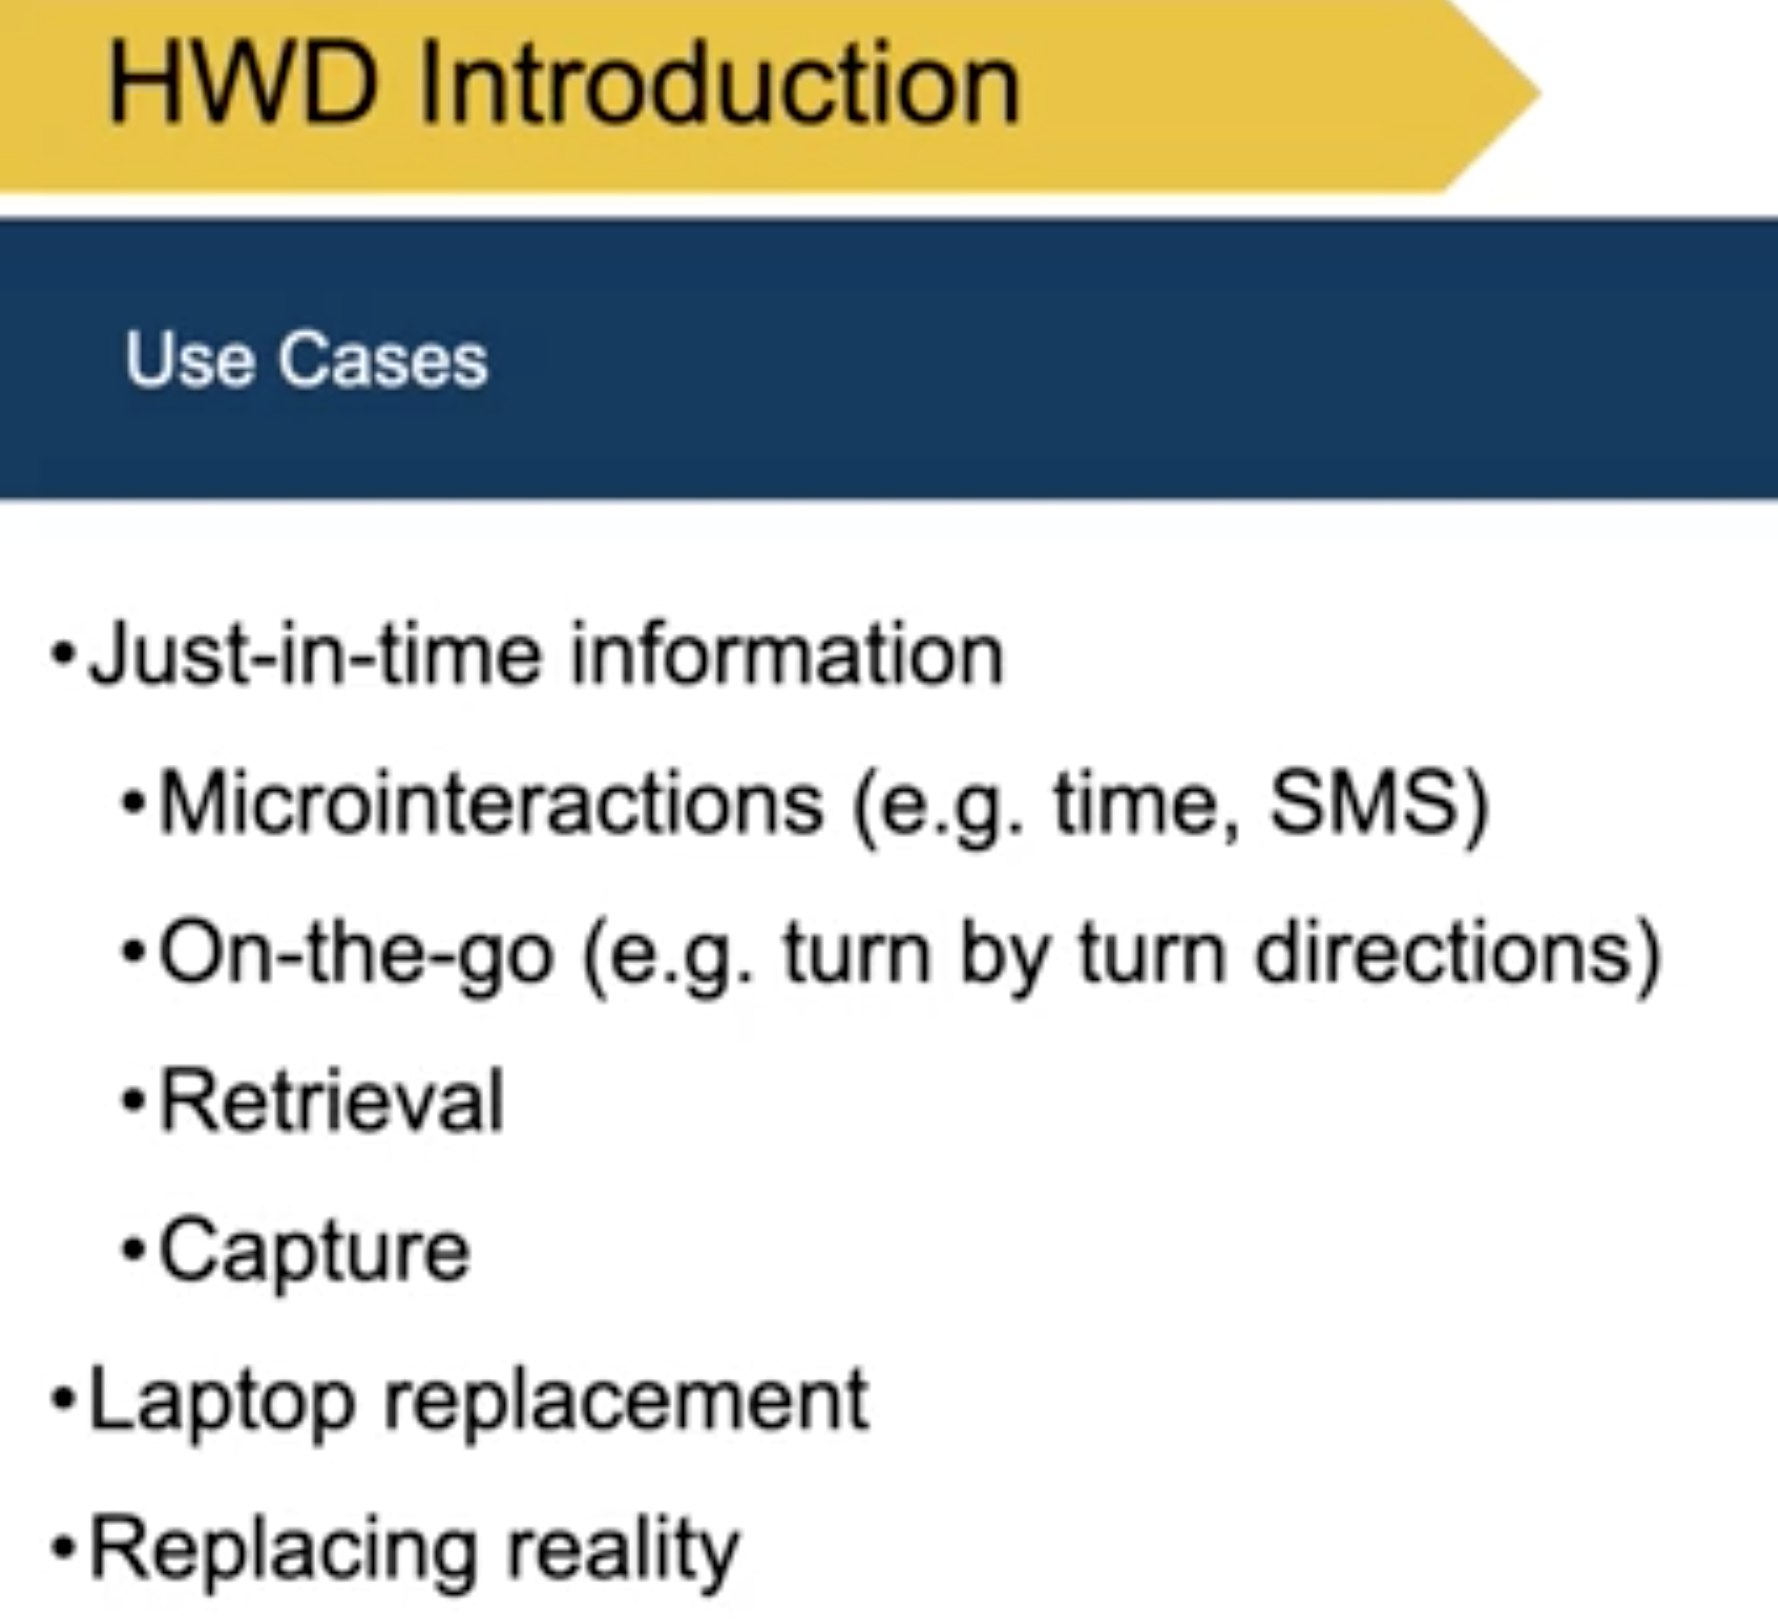 HWD Introduction
Use Cases
•Just-in-time information
•Microinteractions (e.g. time, SMS)
•On-the-go (e.g. turn by turn directions)
•Retrieval
•Capture
•Laptop replacement
•Replacing reality